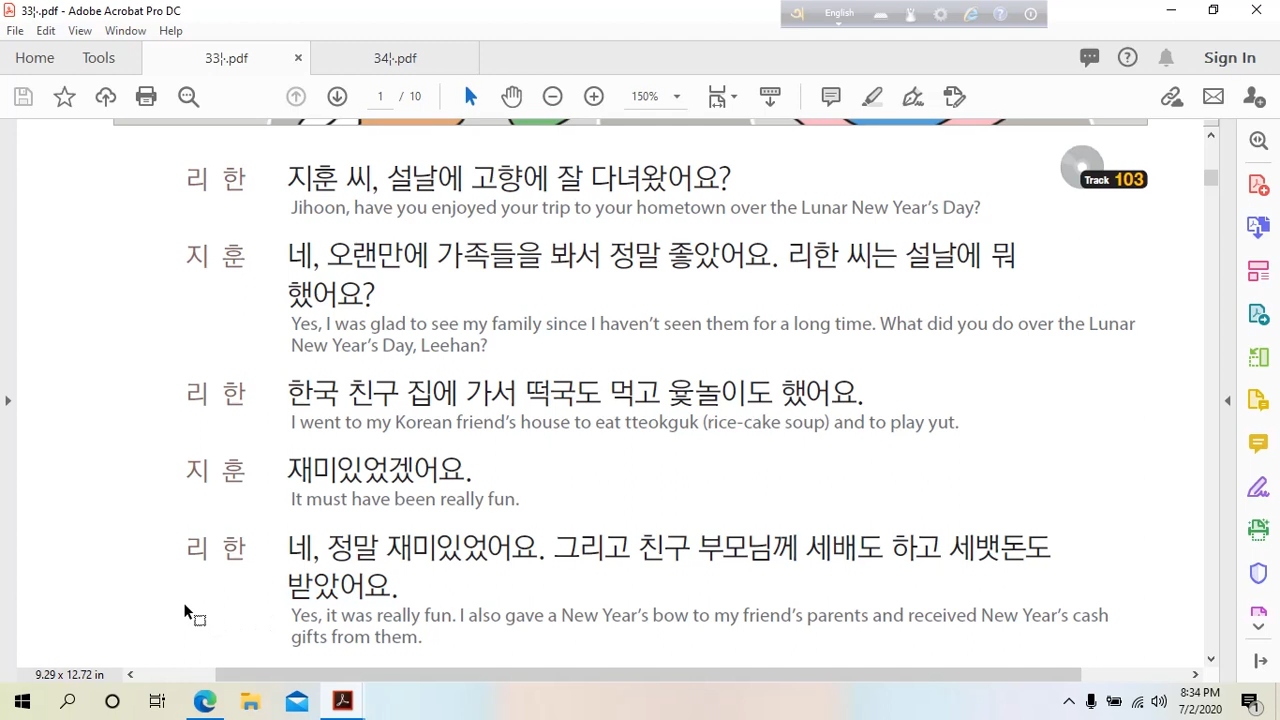 33¦·.pdf - Adobe Acrobat Pro DC
English
File Edit View Window Help
Home Tools 33¦·.pdf × 34¦·.pdf Sign In
1 / 10 150%
리 한 지훈 씨, 설날에 고향에 잘 다녀왔어요?
Track 103
Jihoon, have you enjoyed your trip to your hometown over the Lunar New Year’s Day?
지 훈 네, 오랜만에 가족들을 봐서 정말 좋았어요. 리한 씨는 설날에 뭐
했어요?
Yes, I was glad to see my family since I haven’t seen them for a long time. What did you do over the Lunar
New Year’s Day, Leehan?
리 한 한국 친구 집에 가서 떡국도 먹고 윷놀이도 했어요.
I went to my Korean friend’s house to eat tteokguk (rice-cake soup) and to play yut.
지 훈 재미있었겠어요.
It must have been really fun.
리 한 네, 정말 재미있었어요. 그리고 친구 부모님께 세배도 하고 세뱃돈도
받았어요.
Yes, it was really fun. I also gave a New Year’s bow to my friend’s parents and received New Year’s cash
gifts from them.
9.29 x 12.72 in
8:34 PM
7/2/2020